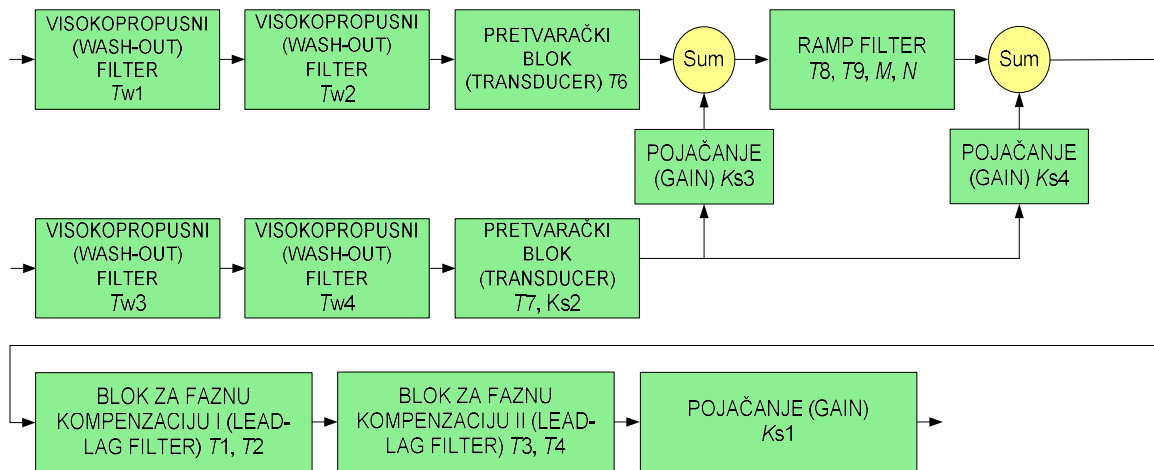 VISOKOPROPUSNI
(WASH-OUT)
FILTER
Tw1
VISOKOPROPUSNI
(WASH-OUT)
FILTER
Tw2
PRETVARAČKI
BLOK
(TRANSDUCER) T6
Sum
RAMP FILTER
T8, T9, M, N
Sum
POJAČANJE
(GAIN) Ks3
POJAČANJE
(GAIN) Ks4
VISOKOPROPUSNI
(WASH-OUT)
FILTER
Tw3
VISOKOPROPUSNI
(WASH-OUT)
FILTER
Tw4
PRETVARAČKI
BLOK
(TRANSDUCER)
T7, Ks2
BLOK ZA FAZNU
KOMPENZACIJU I (LEAD-
LAG FILTER) T1, T2
BLOK ZA FAZNU
KOMPENZACIJU II (LEAD-
LAG FILTER) T3, T4
POJAČANJE (GAIN)
Ks1